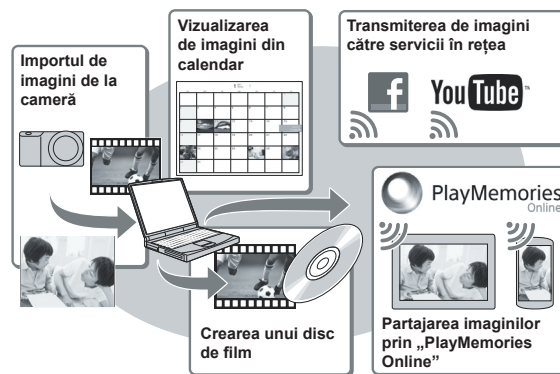 Importul de
imagini de la
cameră
Vizualizarea
de imagini din
calendar
Transmiterea de imagini
către servicii în rețea
f
You Tube
PlayMemories
Online
Crearea unui disc
de film
Partajarea imaginilor
prin „PlayMemories
Online”